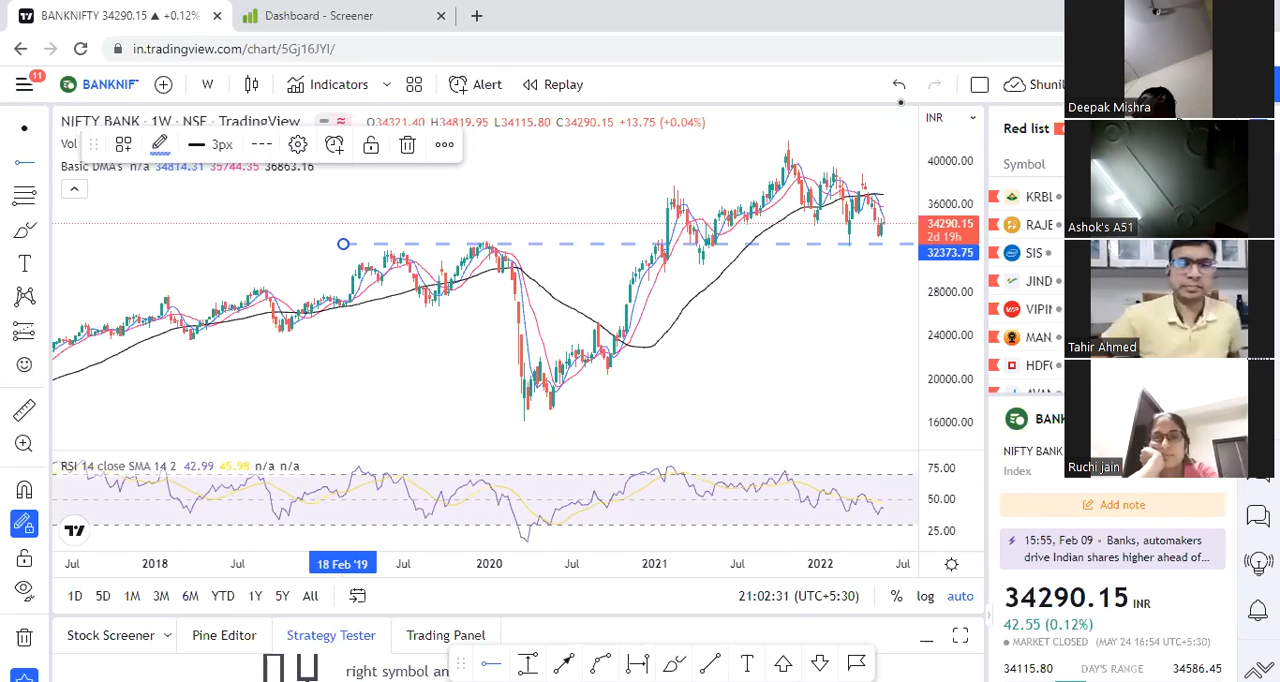 BANKNIFTY 34290.15 ▲ +0.12%
Dashboard - Screener
in.tradingview.com/chart/5Gj16JYI/
11
BANKNIF
W
Indicators
Alert
Replay
Shuni
NIFTY BANK · 1W · NSE · TradingView
O34321.40 H34819.95 L34115.80 C34290.15 +13.75 (+0.04%)
Vol
3px
Basic DMA's n/a 34814.31 35744.35 36863.16
INR
40000.00
36000.00
34290.15
2d 19h
32373.75
28000.00
24000.00
20000.00
16000.00
RSI 14 close SMA 14 2 42.99 45.98 n/a n/a
75.00
50.00
25.00
Jul
2018
Jul
18 Feb '19
Jul
2020
Jul
2021
Jul
2022
Jul
1D 5D 1M 3M 6M YTD 1Y 5Y All
21:02:31 (UTC+5:30)
% log auto
Stock Screener
Pine Editor
Strategy Tester
Trading Panel
right symbol an
Red list
Symbol
KRBL
RAJE
SIS
JIND
VIPIN
MAN
HDFC
AVAN
BANK
NIFTY BANK
Index
Add note
15:55, Feb 09 • Banks, automakers
drive Indian shares higher ahead of...
34290.15 INR
42.55 (0.12%)
MARKET CLOSED (MAY 24 16:54 UTC+5:30)
34115.80 DAY'S RANGE 34586.45
Deepak Mishra
Ashok's A51
Tahir Ahmed
Ruchi jain